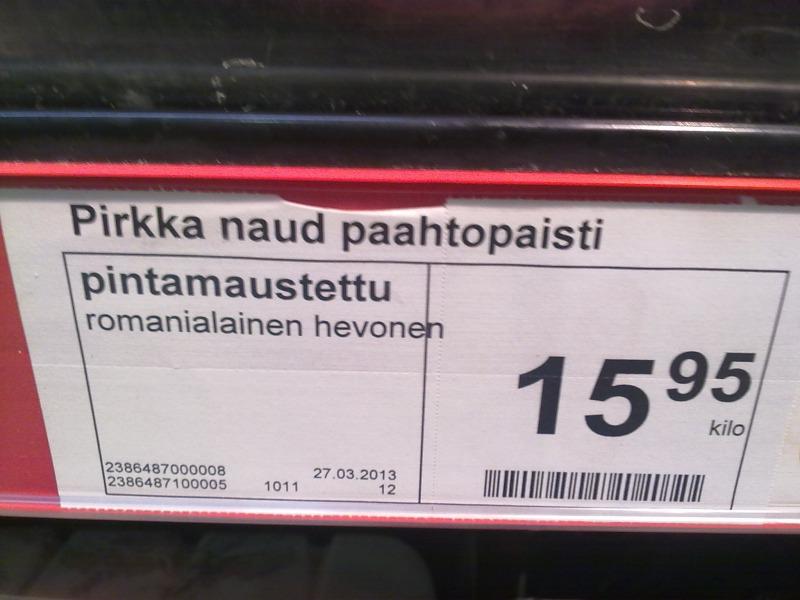 Pirkka naud paahtopaisti
pintamaustettu
romanialainen hevonen
15 95
kilo
2386487000008 27.03.2013
2386487100005 1011 12